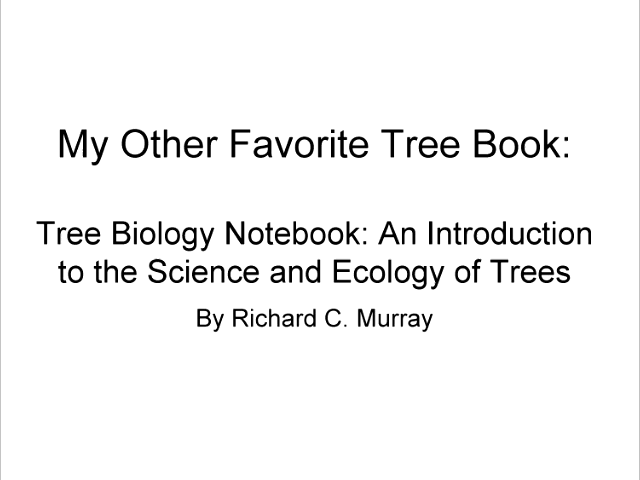 My Other Favorite Tree Book:
Tree Biology Notebook: An Introduction
to the Science and Ecology of Trees
By Richard C. Murray